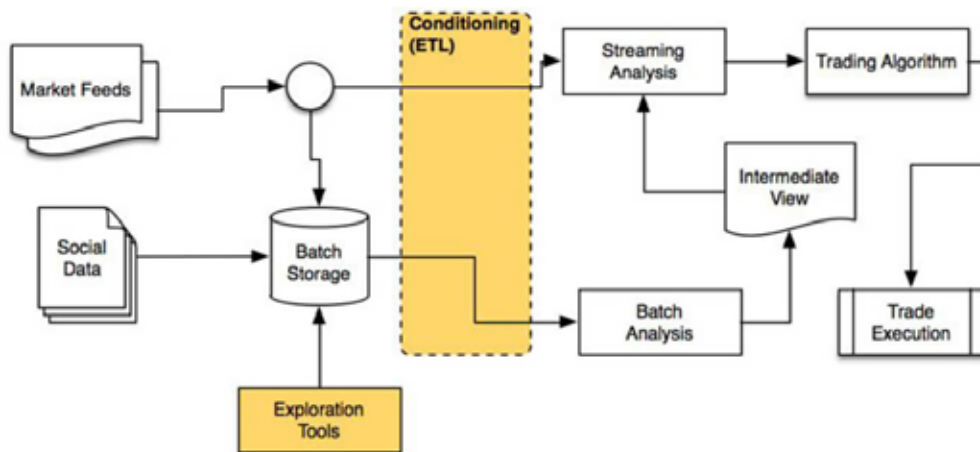 Conditioning
(ETL)
Market Feeds
Streaming
Analysis
Trading Algorithm
Intermediate
View
Social
Data
Batch
Storage
Batch
Analysis
Trade
Execution
Exploration
Tools